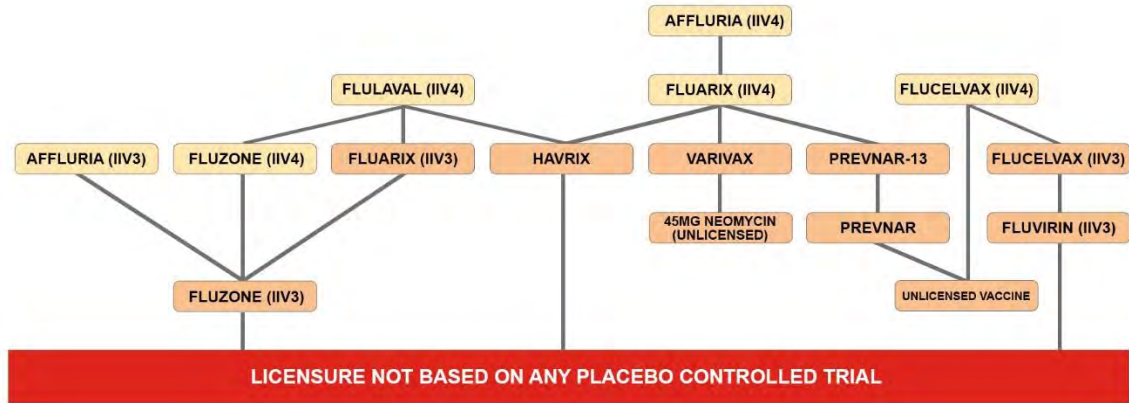 AFFLURIA (IIV4)
FLULAVAL (IIV4)
FLUARIX (IIV4)
FLUCELVAX (IIV4)
AFFLURIA (IIV3)
FLUZONE (IIV4)
FLUARIX (IIV3)
HAVRIX
VARIVAX
PREVNAR-13
FLUCELVAX (IIV3)
45MG NEOMYCIN
(UNLICENSED)
PREVNAR
FLUVIRIN (IIV3)
FLUZONE (IIV3)
UNLICENSED VACCINE
LICENSURE NOT BASED ON ANY PLACEBO CONTROLLED TRIAL